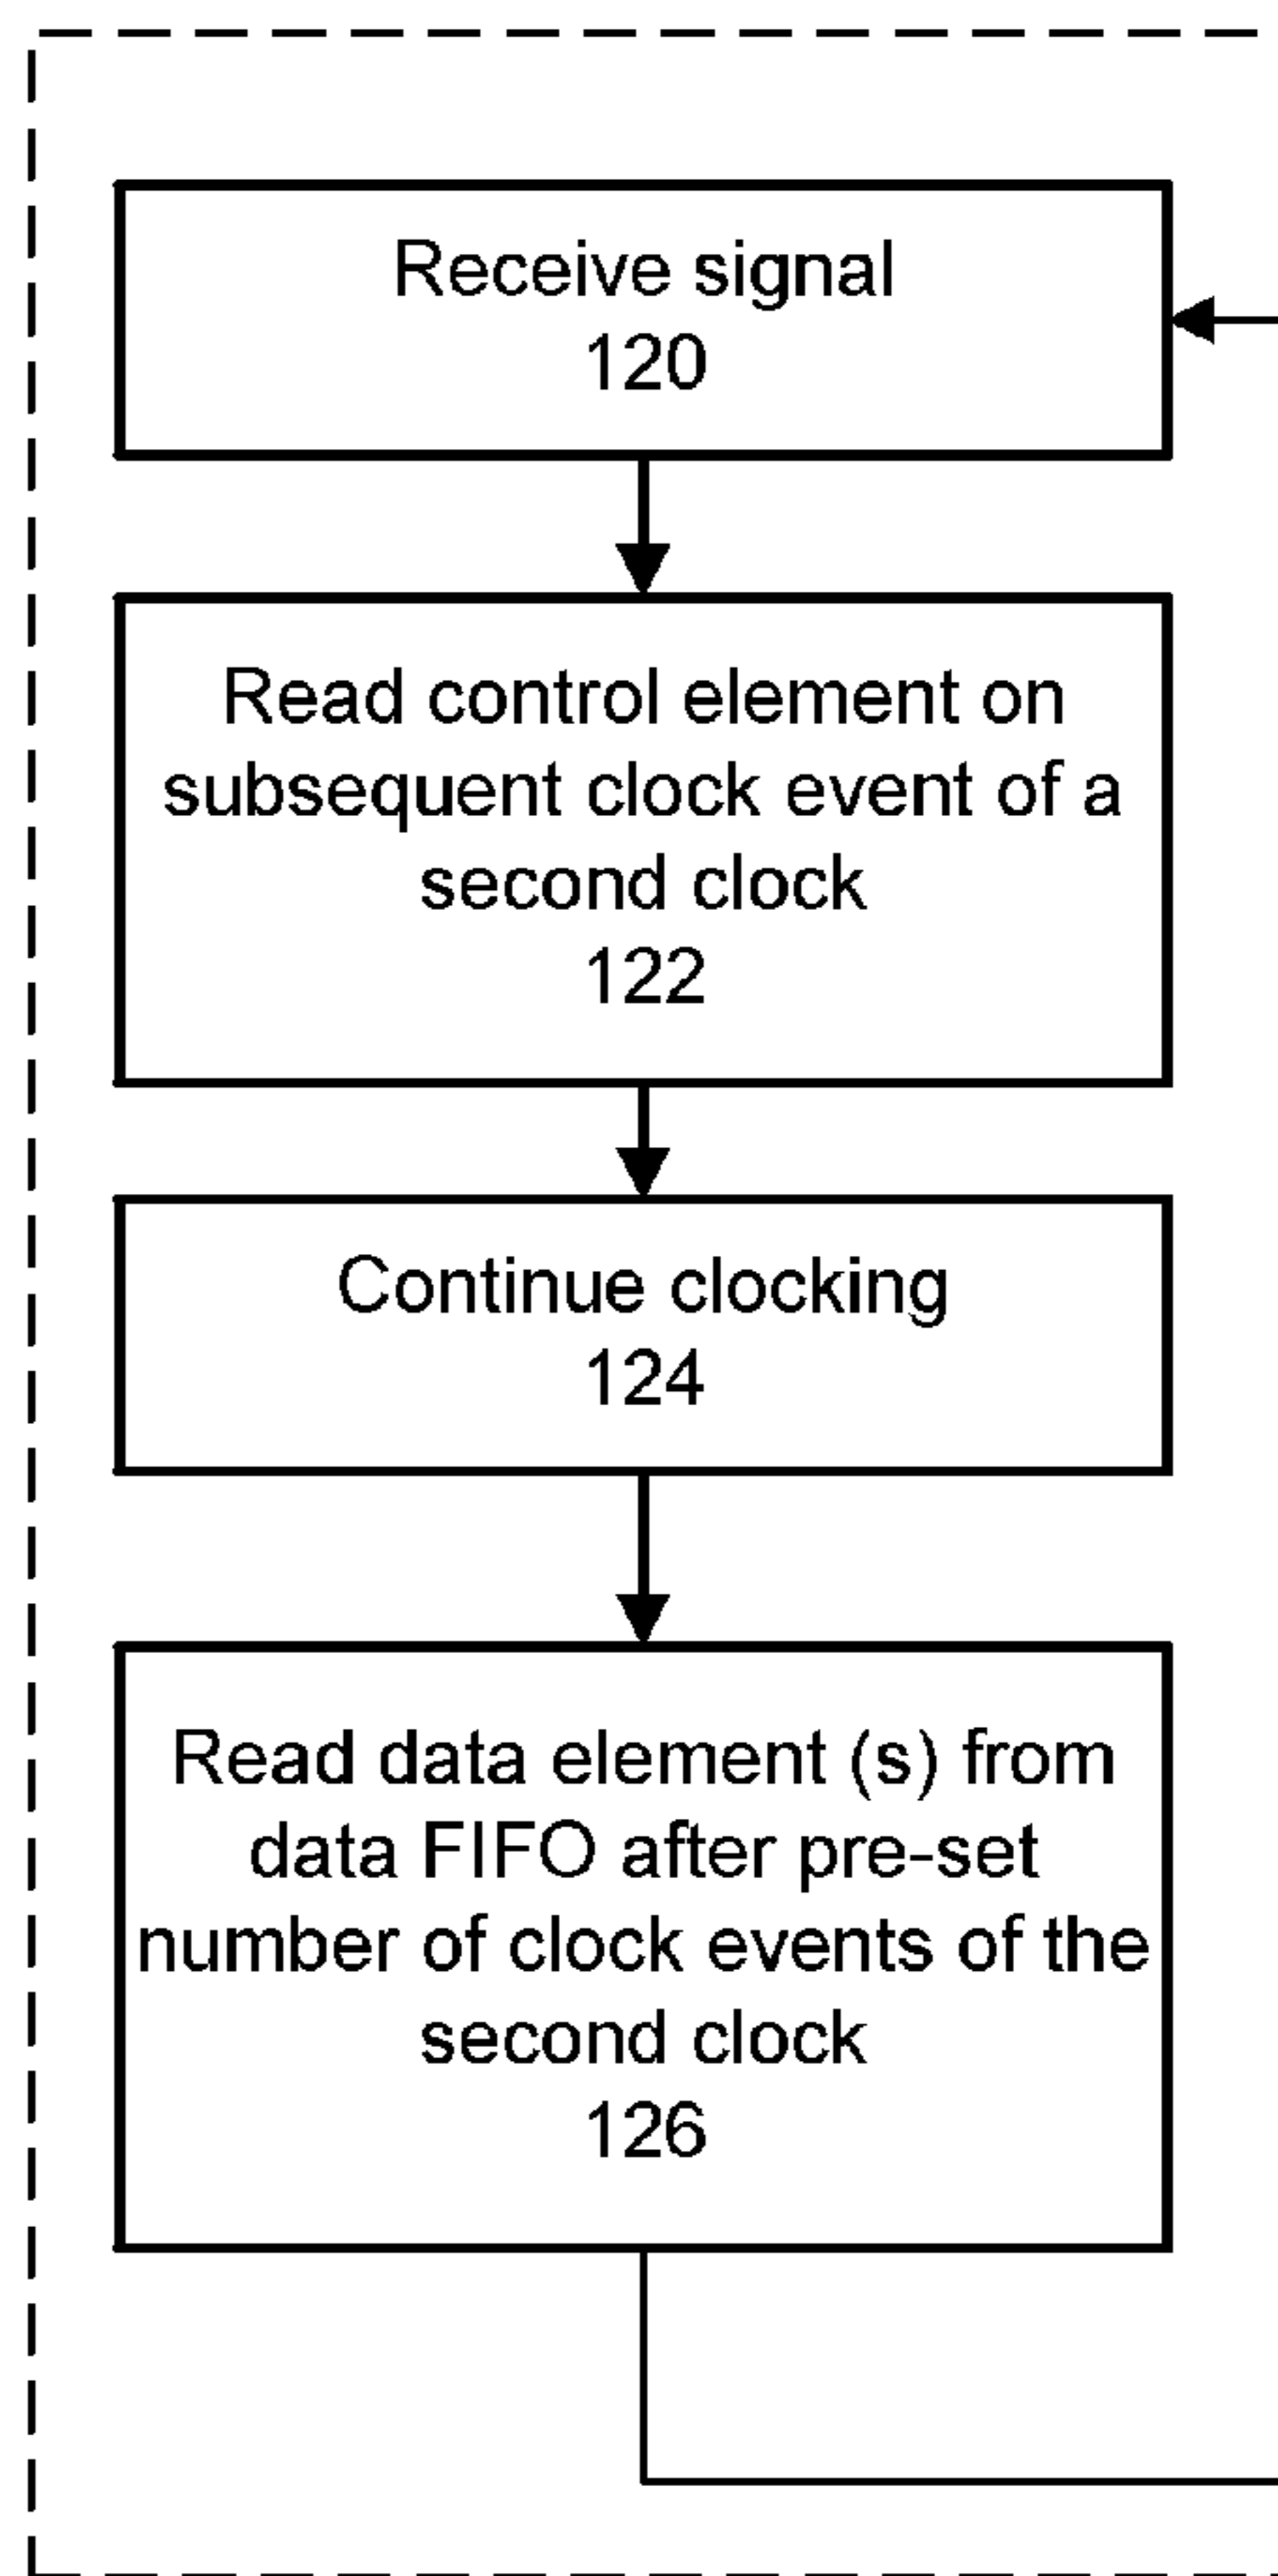 Receive signal
120
Read control element on
subsequent clock event of a
second clock
122
Continue clocking
124
Read data element (s) from
data FIFO after pre-set
number of clock events of the
second clock
126